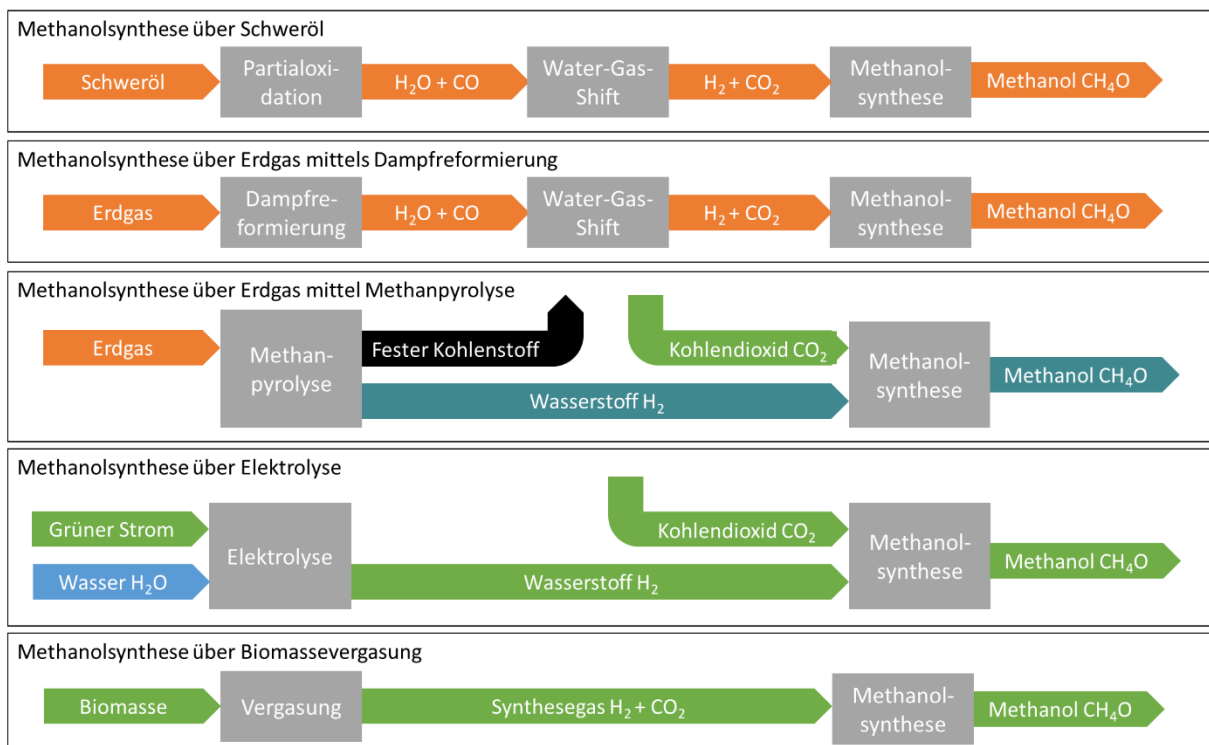 Methanolsynthese über Schweröl
Schweröl
Partialoxi-
dation
H₂O + CO
Water-Gas-
Shift
H₂ + CO₂
Methanol-
synthese
Methanol CH₄O
Methanolsynthese über Erdgas mittels Dampfreformierung
Erdgas
Dampfre-
formierung
H₂O + CO
Water-Gas-
Shift
H₂ + CO₂
Methanol-
synthese
Methanol CH₄O
Methanolsynthese über Erdgas mittel Methanpyrolyse
Erdgas
Methan-
pyrolyse
Fester Kohlenstoff
Kohlendioxid CO₂
Wasserstoff H₂
Methanol-
synthese
Methanol CH₄O
Methanolsynthese über Elektrolyse
Grüner Strom
Wasser H₂O
Elektrolyse
Kohlendioxid CO₂
Wasserstoff H₂
Methanol-
synthese
Methanol CH₄O
Methanolsynthese über Biomassevergasung
Biomasse
Vergasung
Synthesegas H₂ + CO₂
Methanol-
synthese
Methanol CH₄O